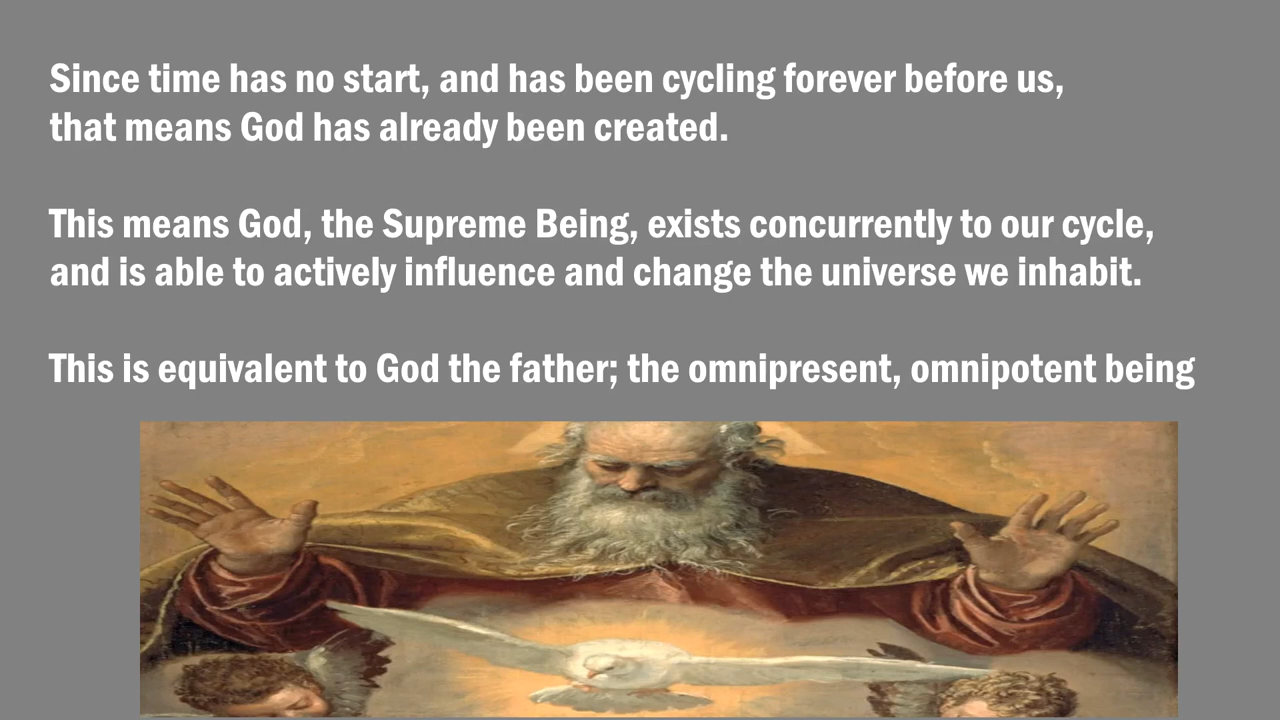 Since time has no start, and has been cycling forever before us,
that means God has already been created.
This means God, the Supreme Being, exists concurrently to our cycle,
and is able to actively influence and change the universe we inhabit.
This is equivalent to God the father; the omnipresent, omnipotent being